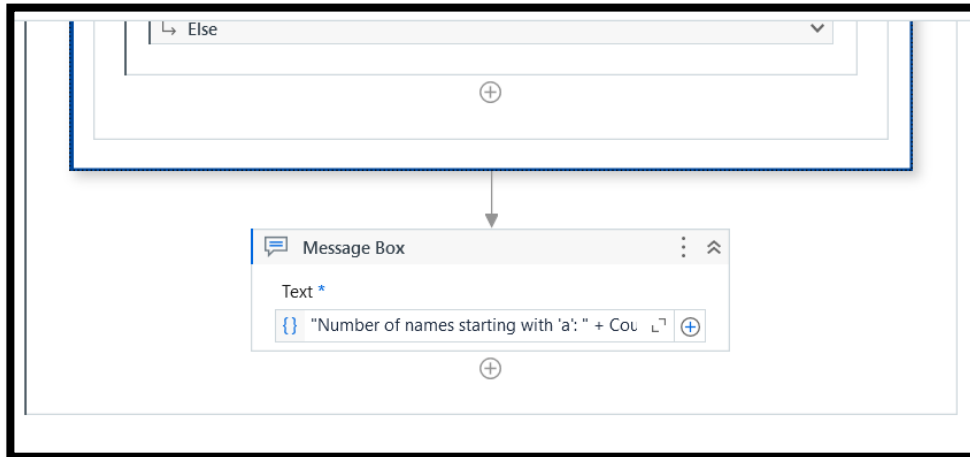 Else
Message Box
Text *
{} "Number of names starting with 'a': " + Cou